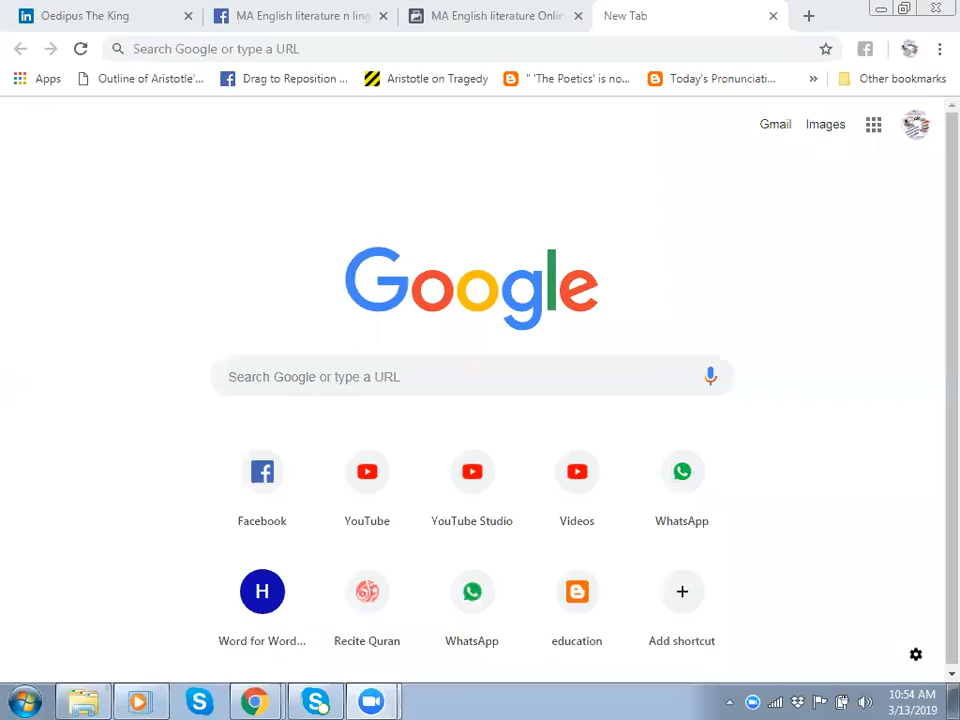 Oedipus The King
MA English literature n ling
MA English literature Onlin
New Tab
Search Google or type a URL
Apps
Outline of Aristotle'...
Drag to Reposition ...
Aristotle on Tragedy
" 'The Poetics' is no...
Today's Pronunciati...
»
Other bookmarks
Gmail
Images
Google
Search Google or type a URL
Facebook
YouTube
YouTube Studio
Videos
WhatsApp
H
Word for Word...
Recite Quran
WhatsApp
education
Add shortcut
10:54 AM
3/13/2019